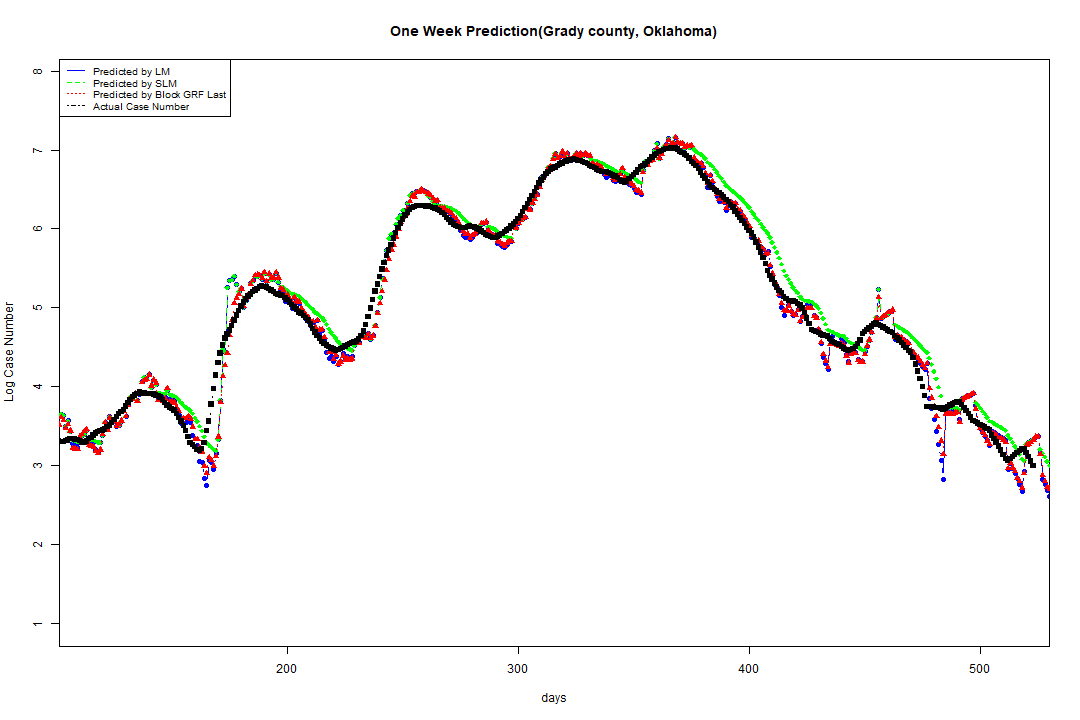 One Week Prediction(Grady county, Oklahoma)
Predicted by LM
Predicted by SLM
Predicted by Block GRF Last
Actual Case Number
8
7
6
5
4
3
2
1
Log Case Number
200 300 400 500
days